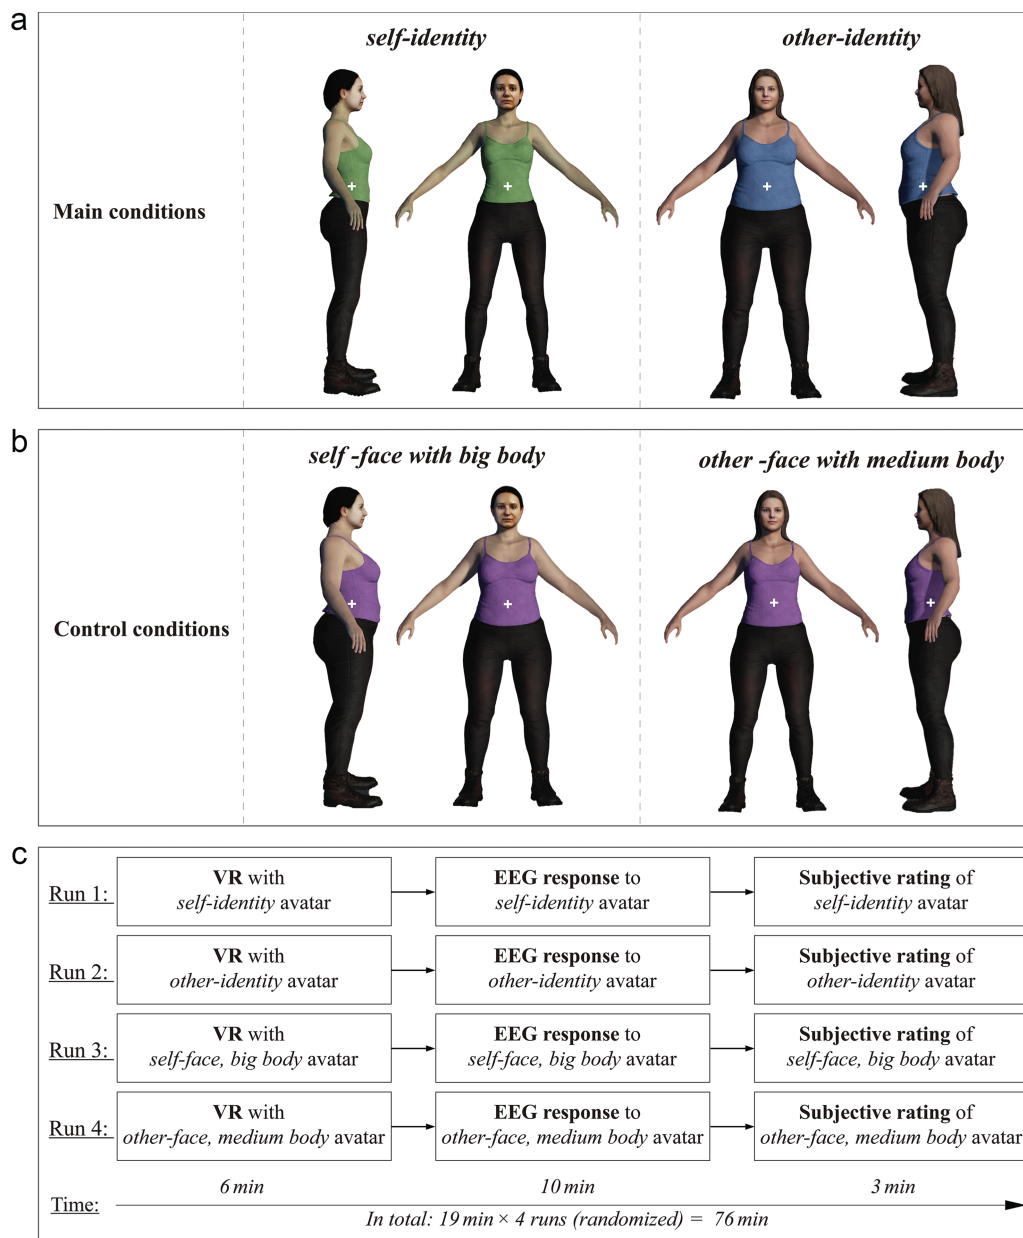 a
self-identity
other-identity
Main conditions
b
self -face with big body
other -face with medium body
Control conditions
c
Run 1:
VR with
self-identity avatar
EEG response to
self-identity avatar
Subjective rating of
self-identity avatar
Run 2:
VR with
other-identity avatar
EEG response to
other-identity avatar
Subjective rating of
other-identity avatar
Run 3:
VR with
self-face, big body avatar
EEG response to
self-face, big body avatar
Subjective rating of
self-face, big body avatar
Run 4:
VR with
other-face, medium body avatar
EEG response to
other-face, medium body avatar
Subjective rating of
other-face, medium body avatar
Time:
6 min
10 min
3 min
In total: 19 min × 4 runs (randomized) = 76 min